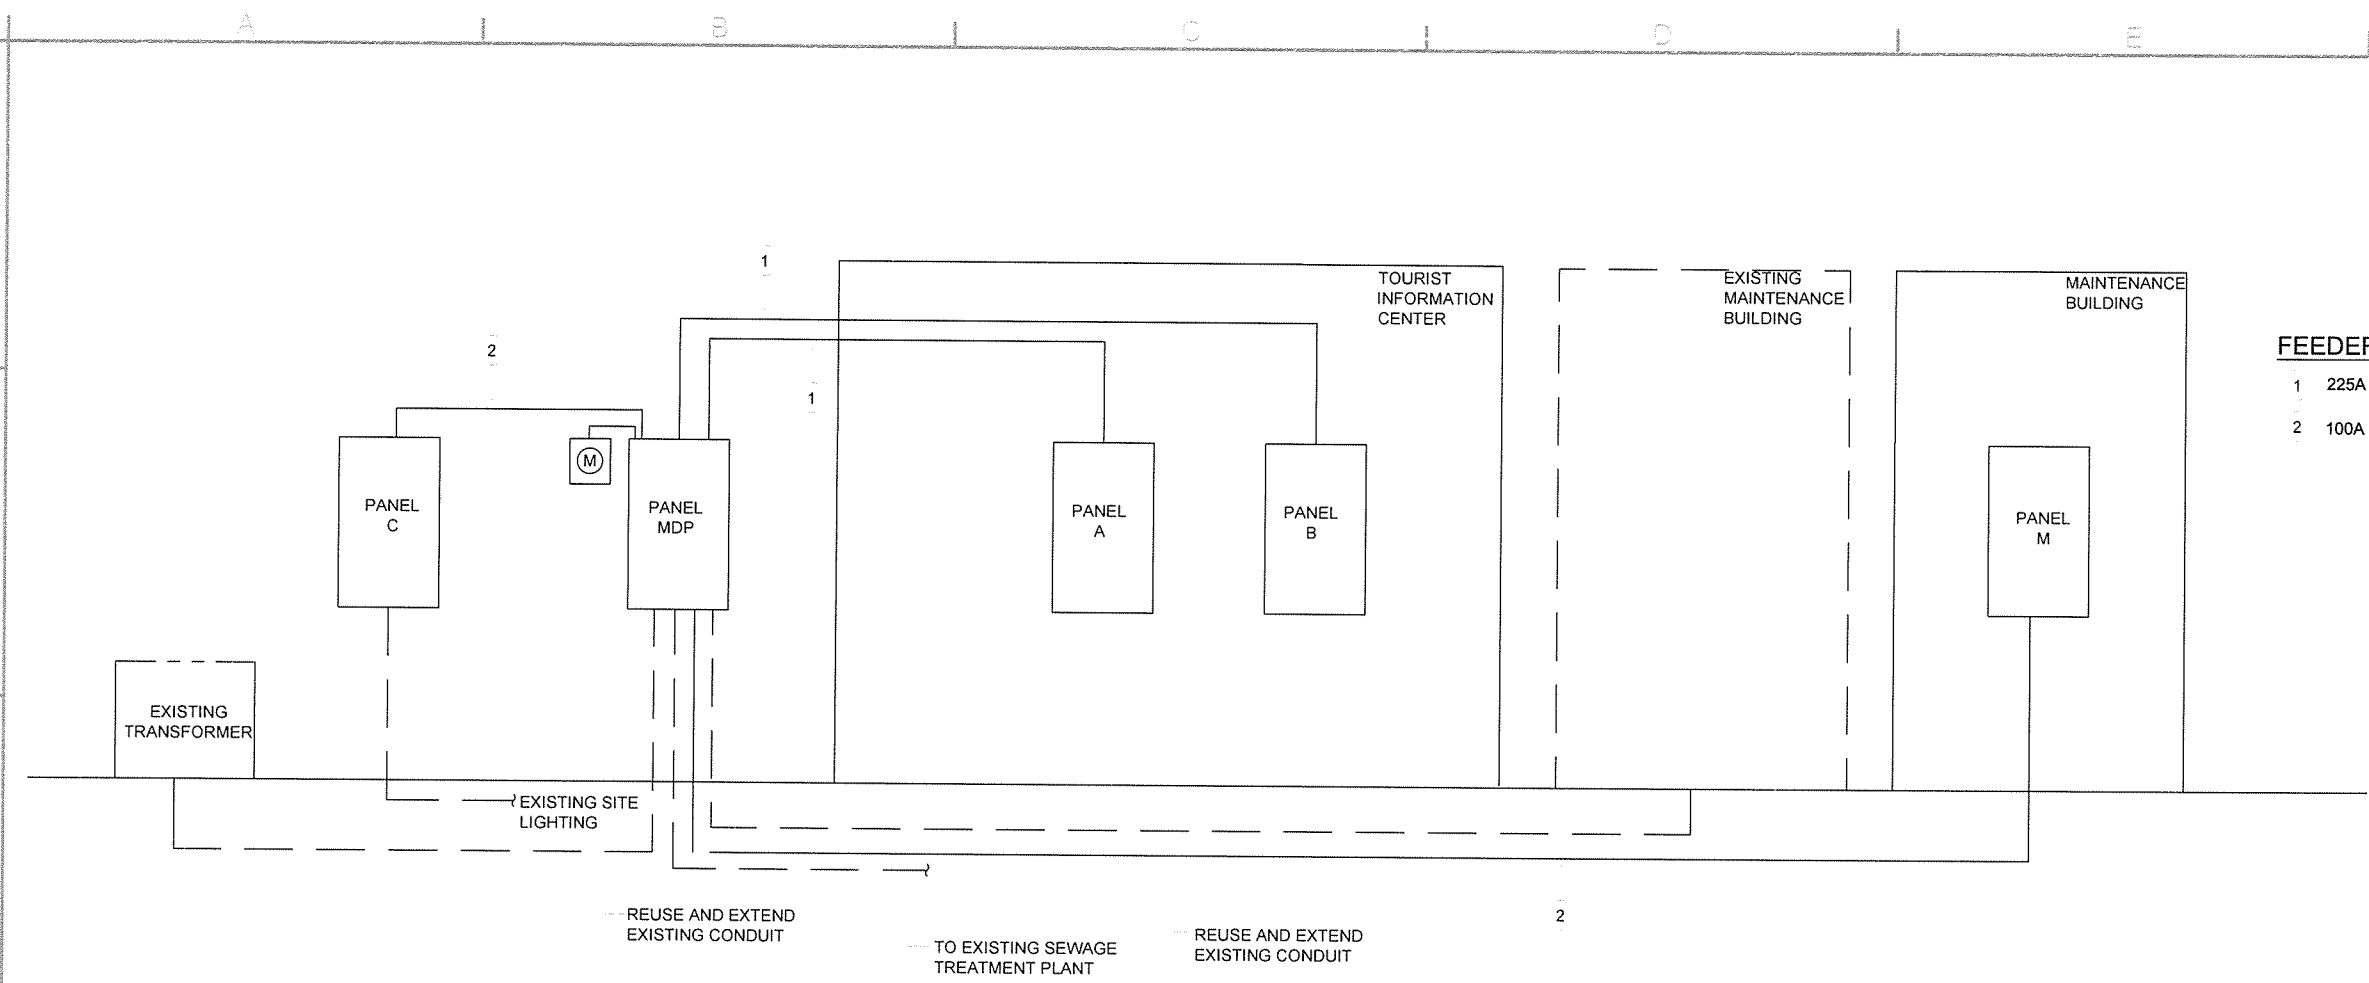 A B C D E
1
TOURIST
INFORMATION
CENTER
EXISTING
MAINTENANCE
BUILDING
MAINTENANCE
BUILDING
2
1
1 225A
2 100A
M
PANEL
C
PANEL
MDP
PANEL
A
PANEL
B
PANEL
M
EXISTING
TRANSFORMER
EXISTING SITE
LIGHTING
REUSE AND EXTEND
EXISTING CONDUIT
TO EXISTING SEWAGE
TREATMENT PLANT
REUSE AND EXTEND
EXISTING CONDUIT
2